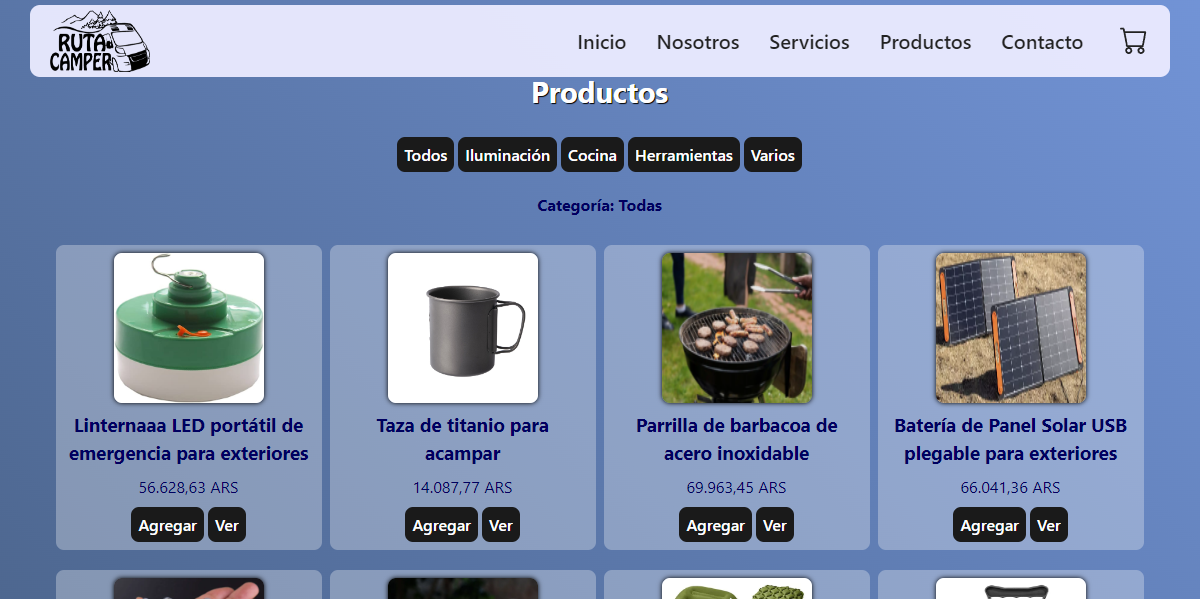 RUTA
CAMPER
Inicio Nosotros Servicios Productos Contacto
Productos
Todos Iluminación Cocina Herramientas Varios
Categoría: Todas
Linternaaa LED portátil de
emergencia para exteriores
56.628,63 ARS
Agregar Ver
Taza de titanio para
acampar
14.087,77 ARS
Agregar Ver
Parrilla de barbacoa de
acero inoxidable
69.963,45 ARS
Agregar Ver
Batería de Panel Solar USB
plegable para exteriores
66.041,36 ARS
Agregar Ver